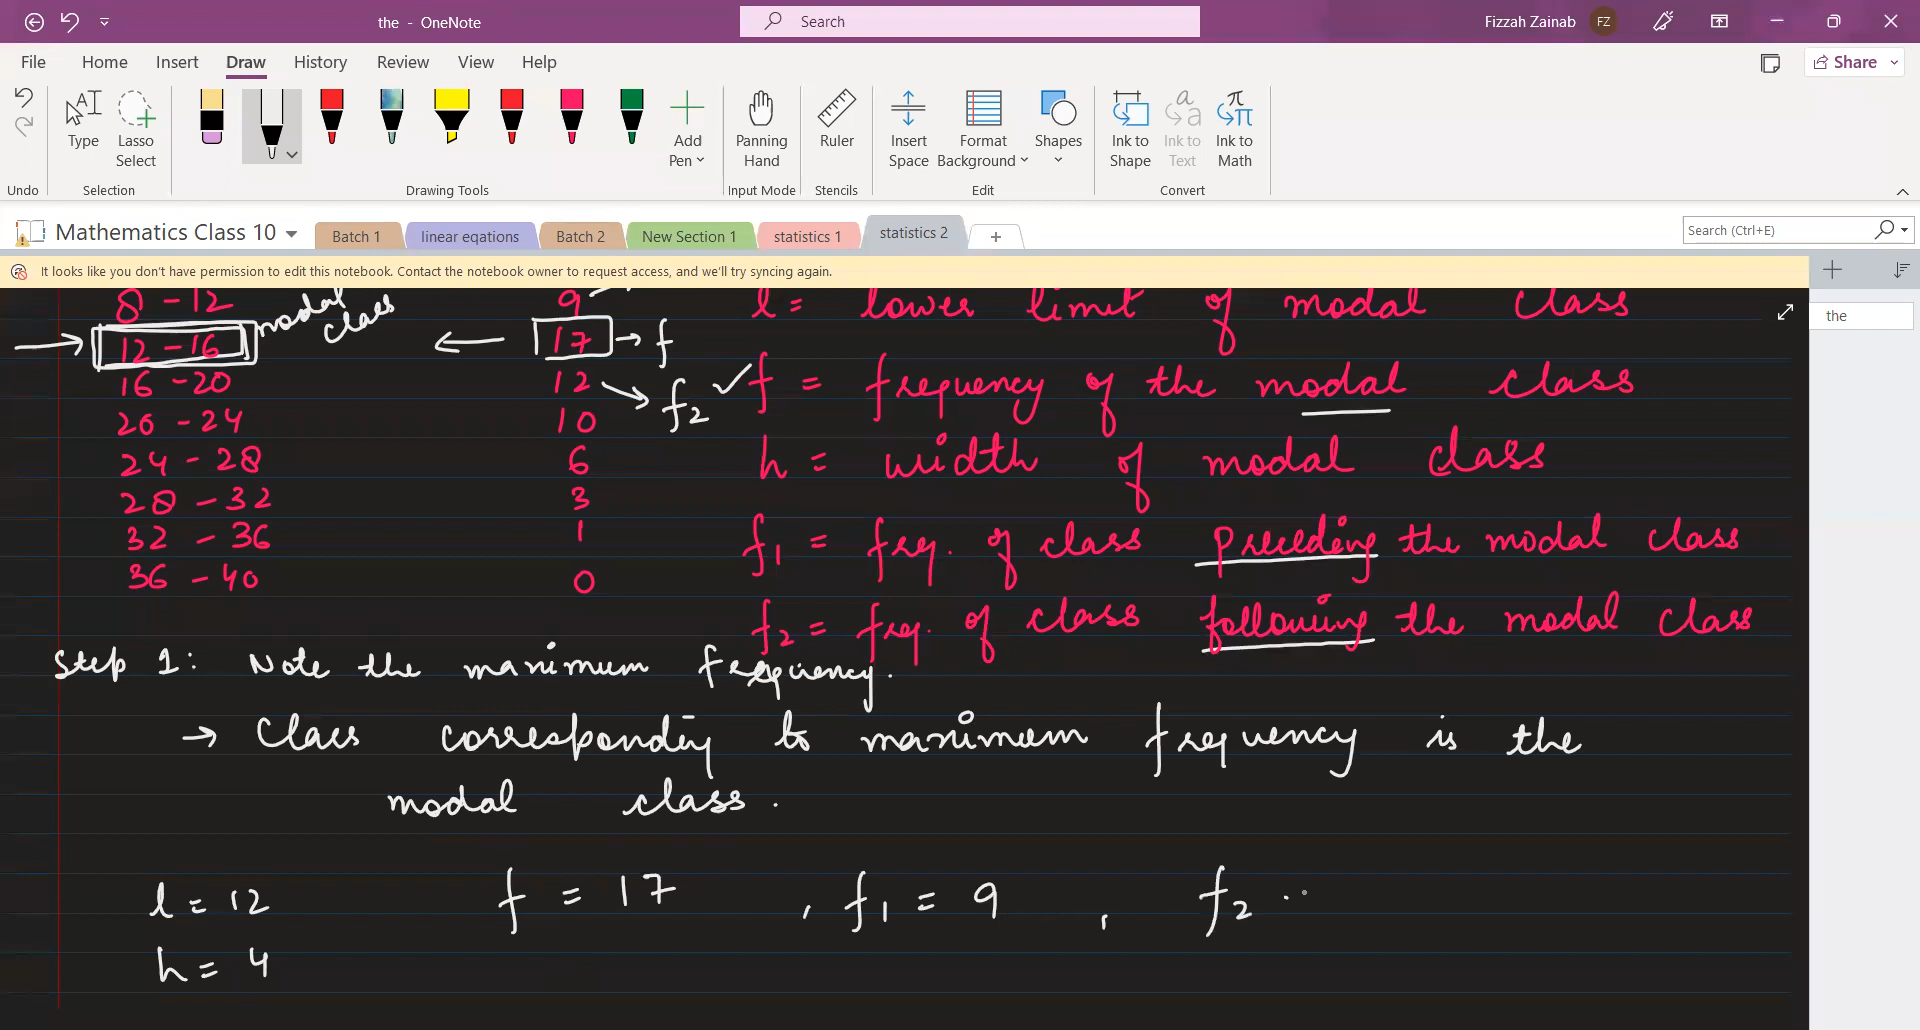 the - OneNote
Search
Fizzah Zainab FZ
File Home Insert Draw History Review View Help
Share
Type
Lasso Select
Add Pen
Panning Hand
Ruler
Insert Space
Format Background
Shapes
Ink to Shape
Ink to Text
Ink to Math
Undo Selection Drawing Tools Input Mode Stencils Edit Convert
Mathematics Class 10 Batch 1 linear eqations Batch 2 New Section 1 statistics 1 statistics 2 +
Search (Ctrl+E)
It looks like you don't have permission to edit this notebook. Contact the notebook owner to request access, and we'll try syncing again.
the
8 - 12 9
→ 12 - 16 modal class ← 17 → f
16 - 20 12 → f2 ✓
20 - 24 10
24 - 28 6
28 - 32 3
32 - 36 1
36 - 40 0
l = lower limit of modal class
f = frequency of the modal class
h = width of modal class
f1 = freq. of class preceding the modal class
f2 = freq. of class following the modal class
Step 1: Note the maximum frequency.
→ Class corresponding to maximum frequency is the
modal class.
l = 12 f = 17 , f1 = 9 , f2
h = 4